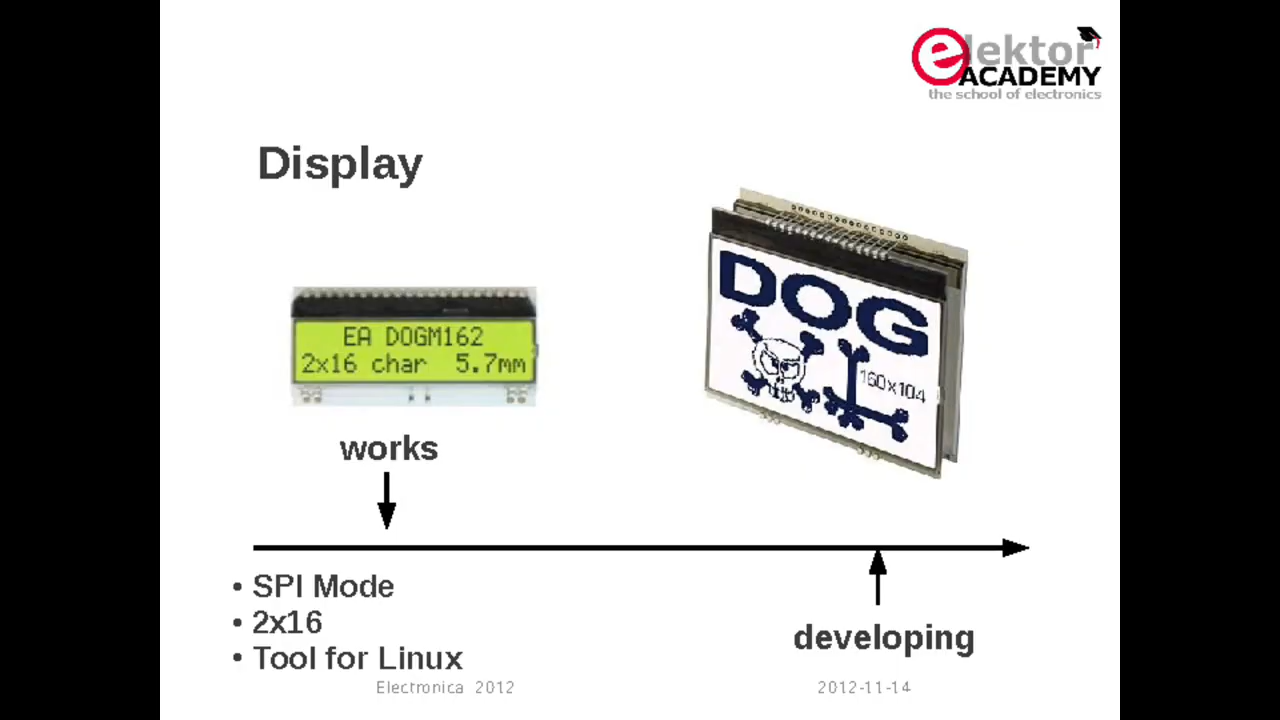 elektor
ACADEMY
the school of electronics
Display
EA DOGM162
2x16 char 5.7mm
DOG
160x104
works
• SPI Mode
• 2x16
• Tool for Linux
developing
Electronica 2012
2012-11-14